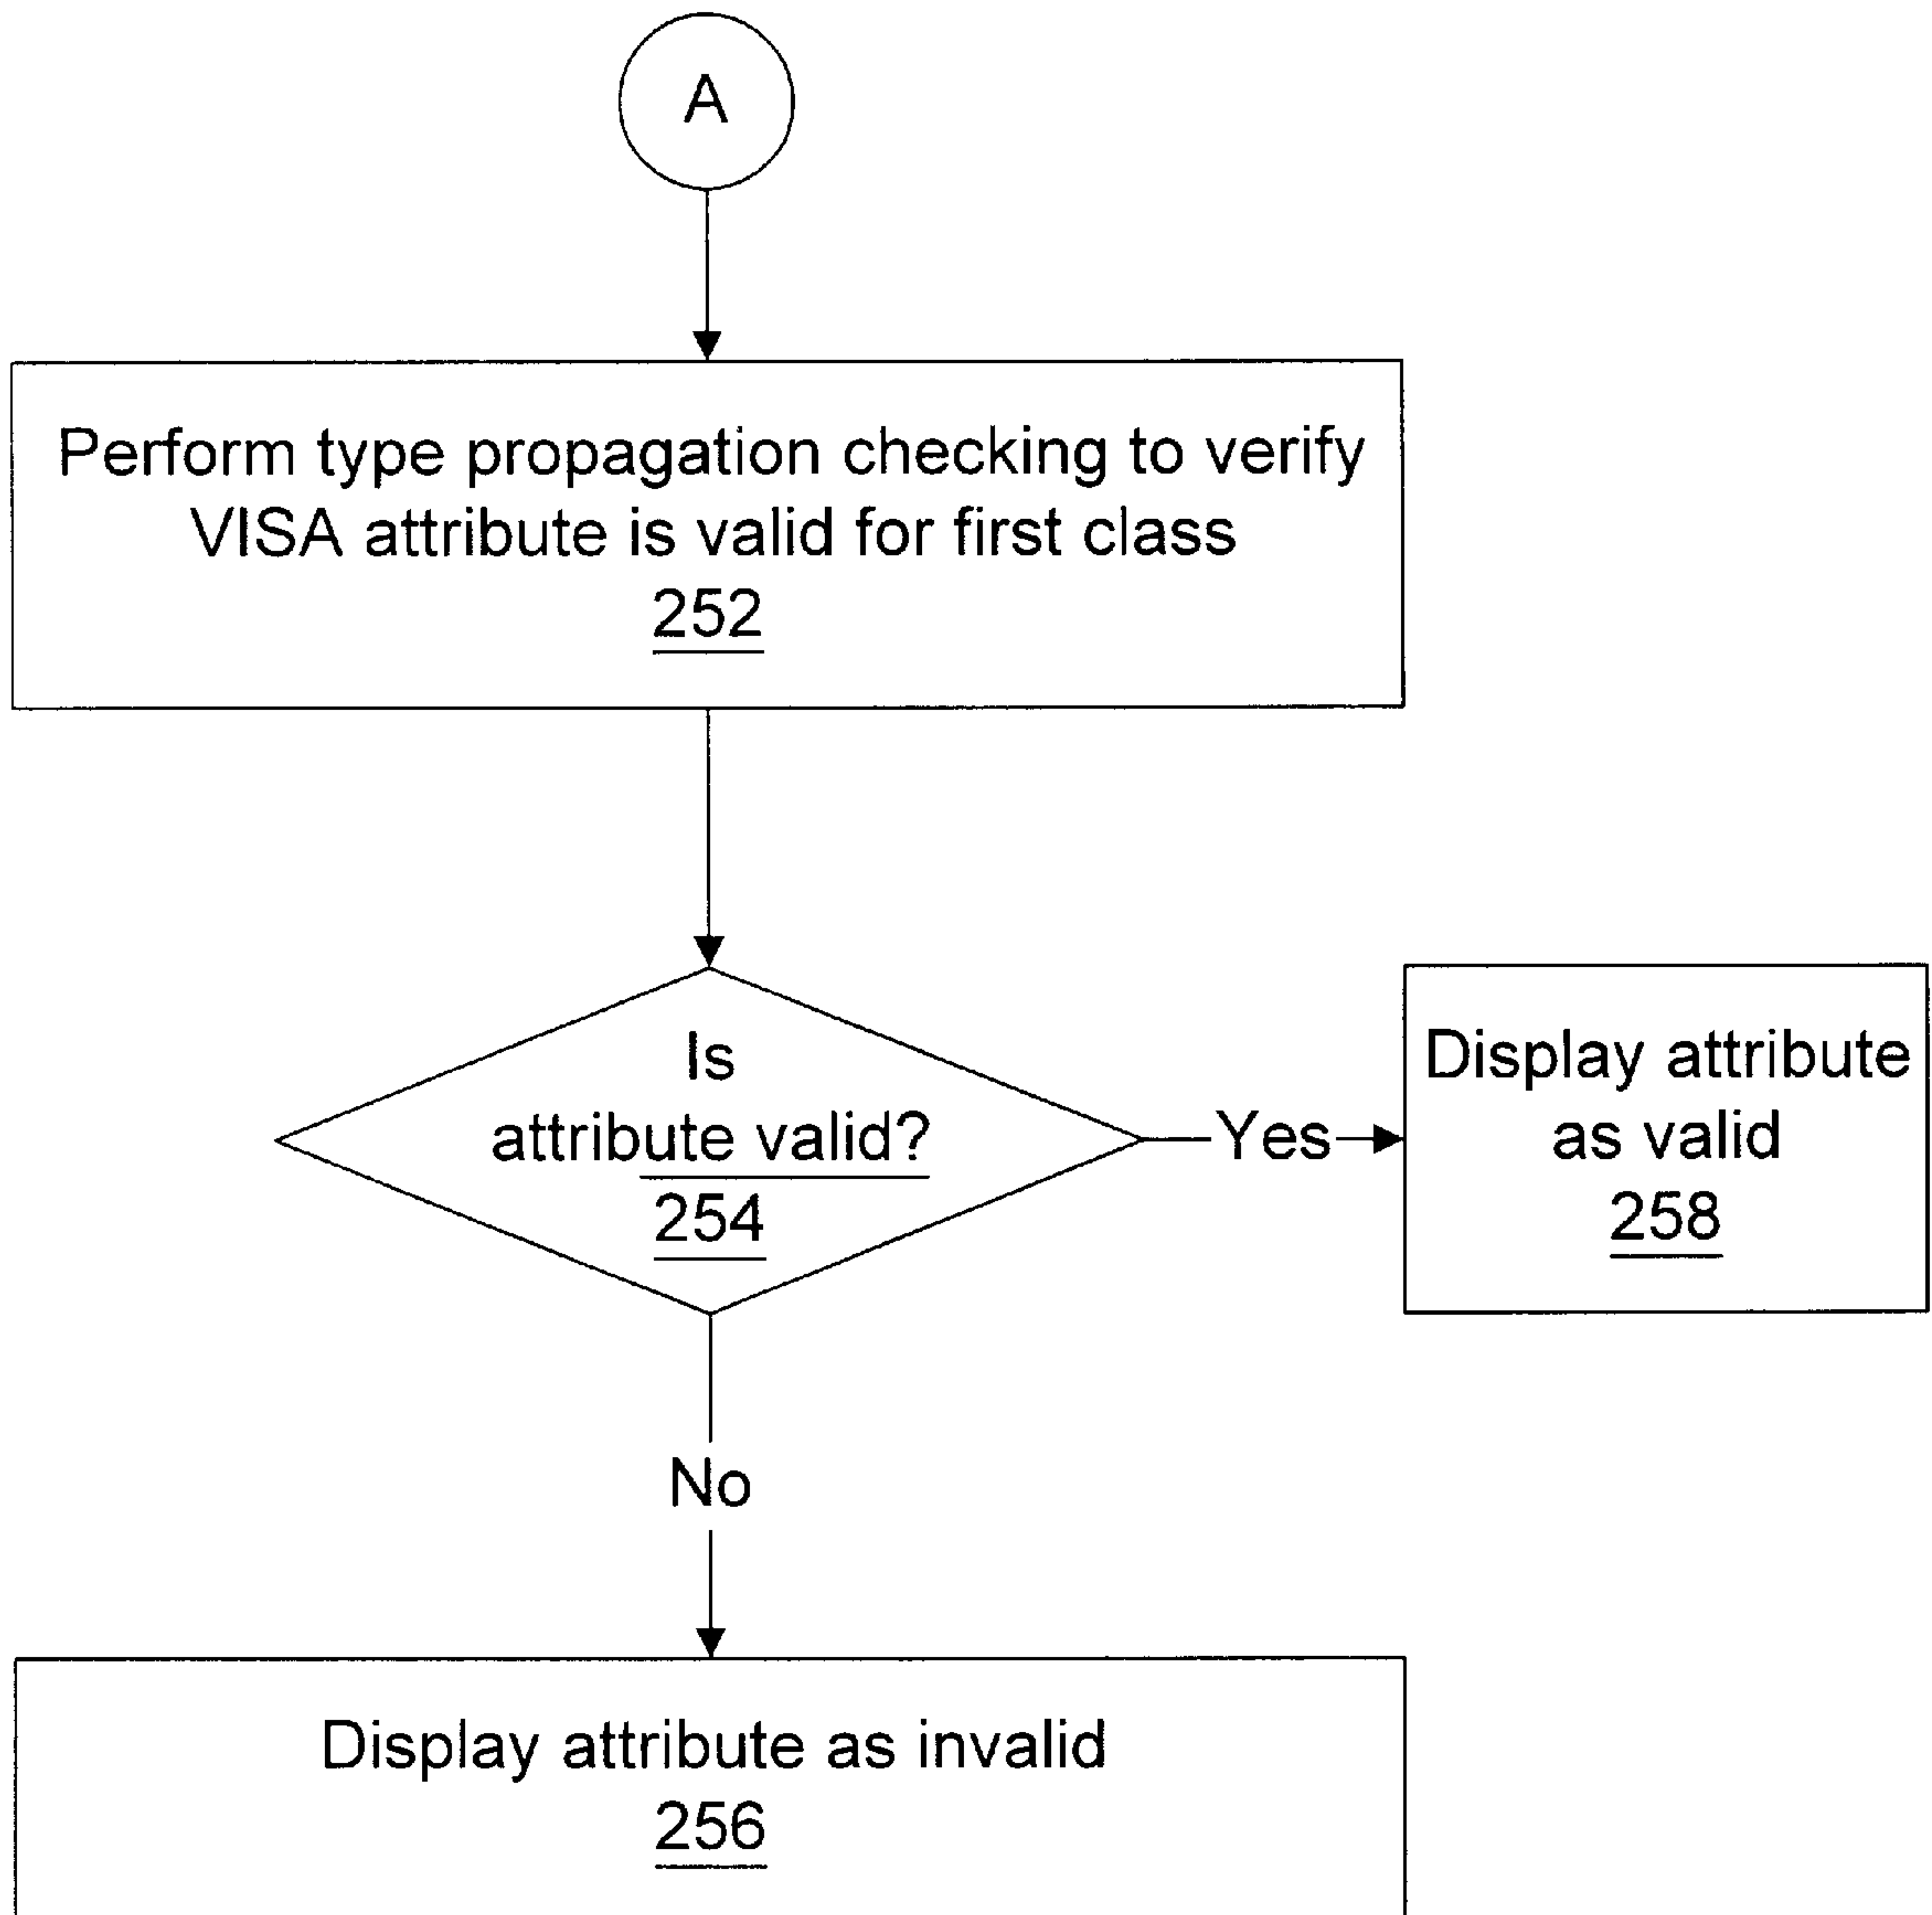 A
Perform type propagation checking to verify
VISA attribute is valid for first class
252
Is
attribute valid?
254
Yes
Display attribute
as valid
258
No
Display attribute as invalid
256